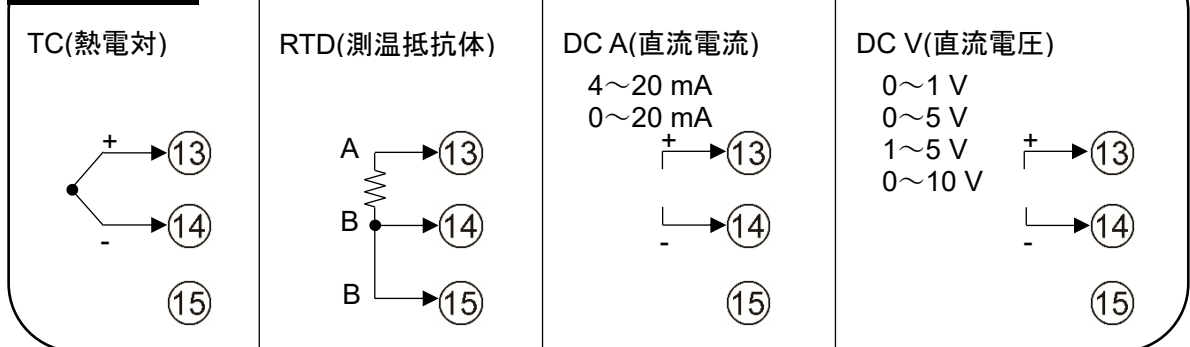 TC(熱電対)
+
⑬
-
⑭
⑮
RTD(測温抵抗体)
A
⑬
B
⑭
B
⑮
DC A(直流電流)
4～20 mA
0～20 mA
+
⑬
-
⑭
⑮
DC V(直流電圧)
0～1 V
0～5 V
1～5 V
0～10 V
+
⑬
-
⑭
⑮